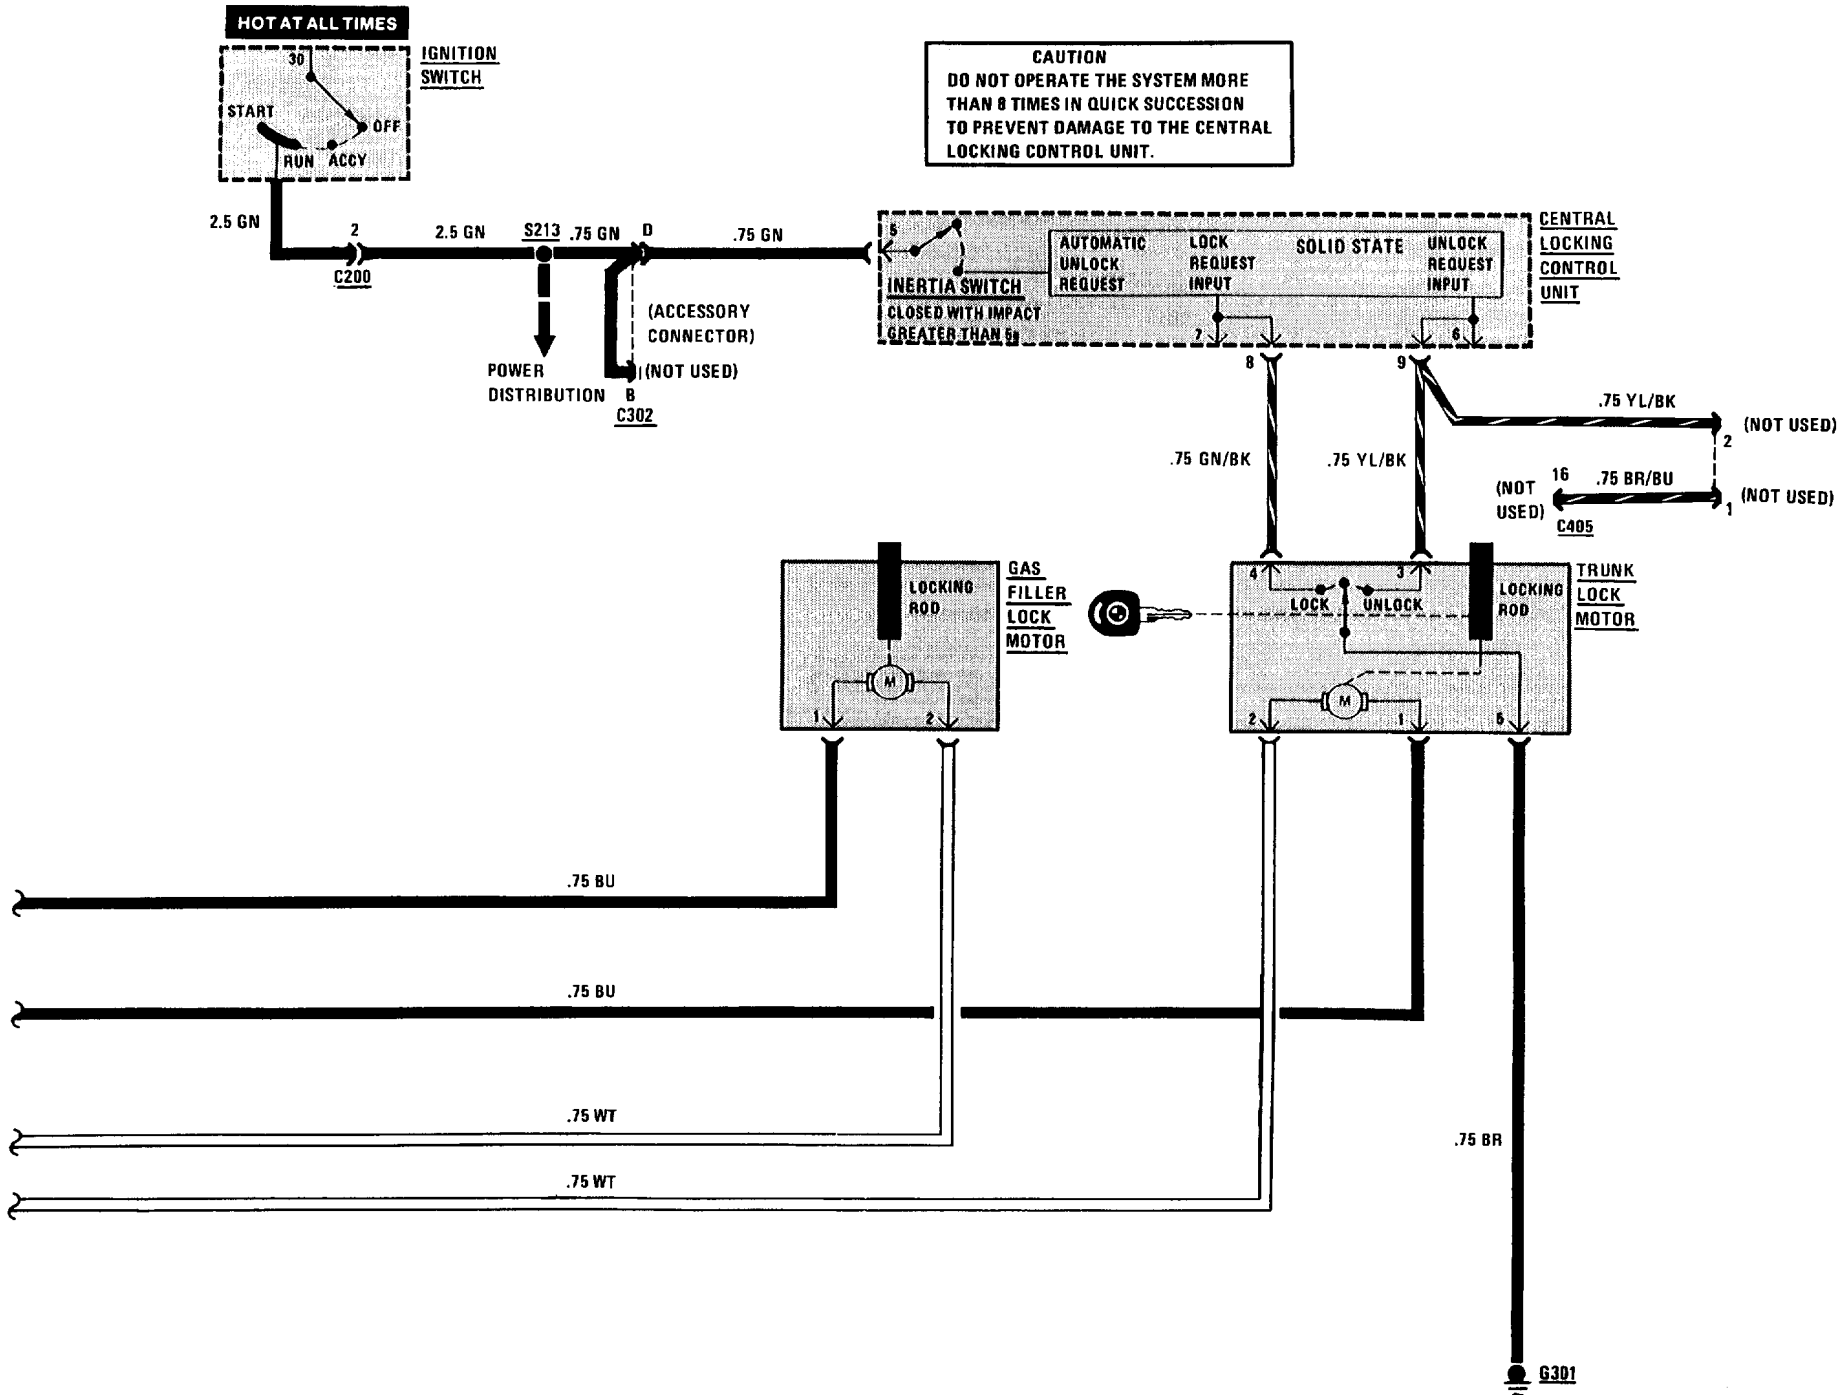 HOT AT ALL TIMES
IGNITION
SWITCH
30
START
OFF
RUN
ACCY
CAUTION
DO NOT OPERATE THE SYSTEM MORE
THAN 8 TIMES IN QUICK SUCCESSION
TO PREVENT DAMAGE TO THE CENTRAL
LOCKING CONTROL UNIT.
2.5 GN
2
C200
2.5 GN
S213
.75 GN
D
.75 GN
(ACCESSORY
CONNECTOR)
POWER
DISTRIBUTION
(NOT USED)
B
C302
5
INERTIA SWITCH
CLOSED WITH IMPACT
GREATER THAN 5g
AUTOMATIC
UNLOCK
REQUEST
LOCK
REQUEST
INPUT
SOLID STATE
UNLOCK
REQUEST
INPUT
CENTRAL
LOCKING
CONTROL
UNIT
7
6
8
9
.75 YL/BK
(NOT USED)
2
.75 GN/BK
.75 YL/BK
(NOT
USED)
16
.75 BR/BU
(NOT USED)
1
C405
LOCKING
ROD
GAS
FILLER
LOCK
MOTOR
M
1
2
4
3
LOCK
UNLOCK
LOCKING
ROD
TRUNK
LOCK
MOTOR
M
2
1
5
.75 BU
.75 BU
.75 WT
.75 WT
.75 BR
G301